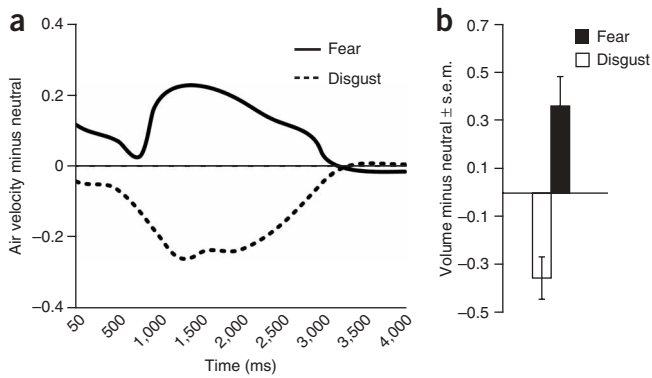 a
Air velocity minus neutral
0.4
0.2
0
–0.2
–0.4
Fear
Disgust
50
500
1,000
1,500
2,000
2,500
3,000
3,500
4,000
Time (ms)
b
Volume minus neutral ± s.e.m.
0.7
0.5
0.3
0.1
–0.1
–0.3
–0.5
Fear
Disgust